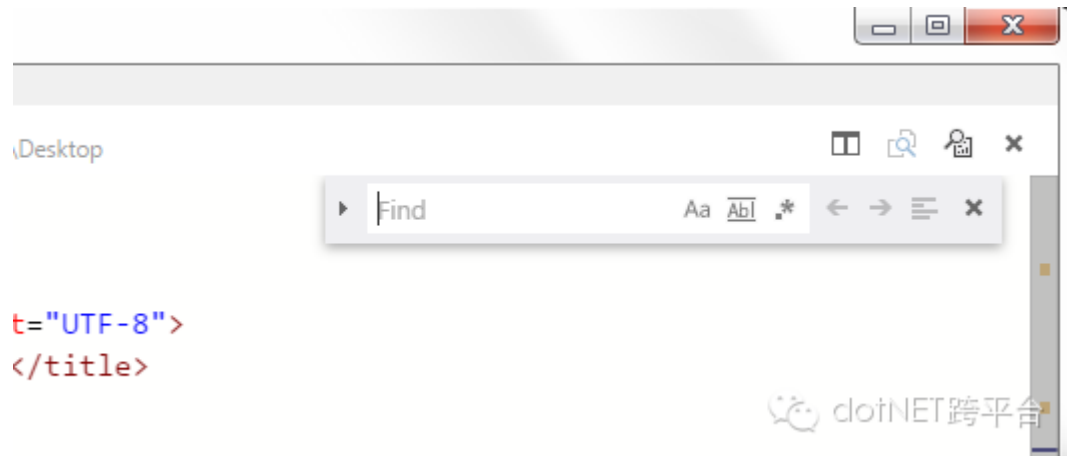 \Desktop
Find Aa Abl .*
t="UTF-8">
</title>
dotNET跨平台